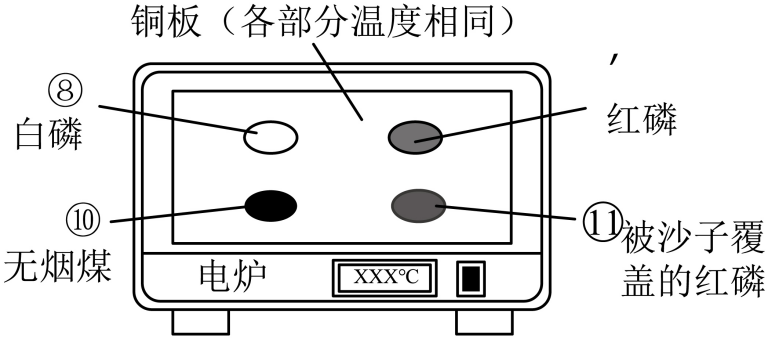 铜板（各部分温度相同）
,
⑧
白磷
红磷
⑩
无烟煤
⑪被沙子覆
盖的红磷
电炉
XXX℃